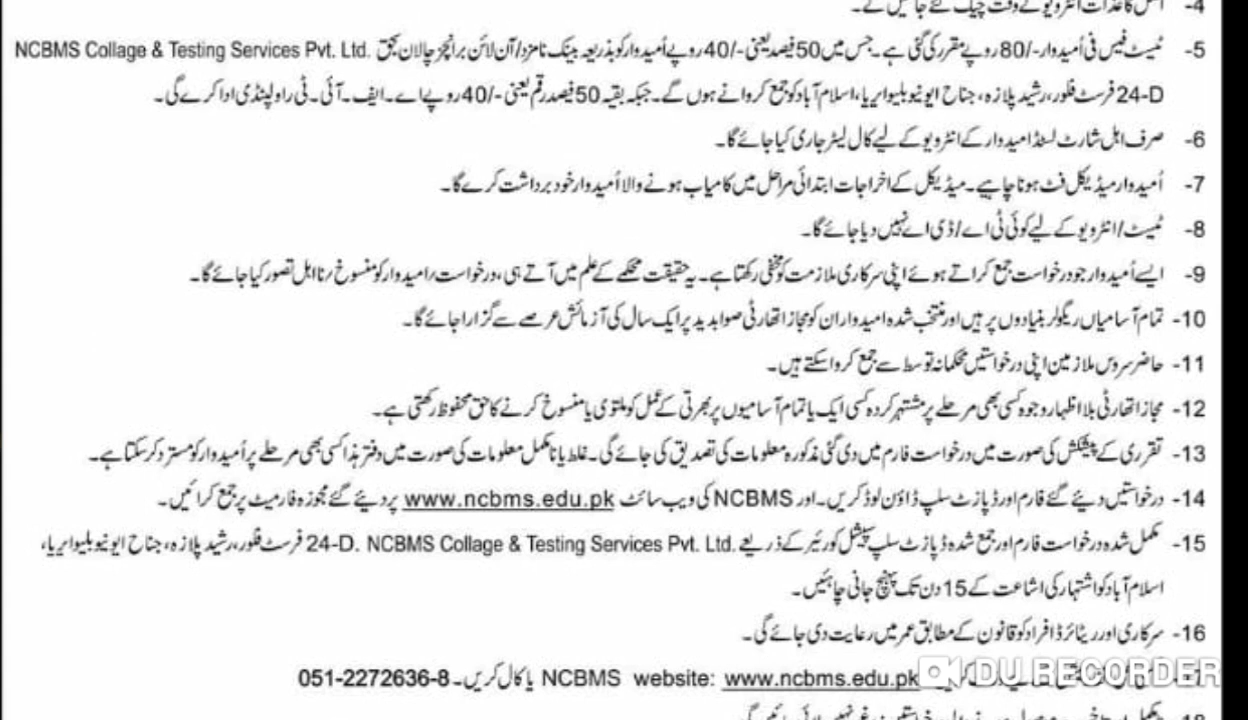 4- اصل کاغذات انٹرویو کے وقت چیک کئے جائیں گے۔
5- ٹیسٹ فیس فی اُمیدوار -/80 روپے مقرر کی گئی ہے۔ جس میں 50 فیصد یعنی -/40 روپے اُمیدوار کو بذریعہ بینک نامزد/آن لائن برانچز چالان بحق NCBMS Collage & Testing Services Pvt. Ltd.
24-D فرسٹ فلور، رشید پلازہ، جناح ایونیو بلیو ایریا، اسلام آباد کو جمع کروانے ہوں گے۔ جبکہ بقیہ 50 فیصد رقم یعنی -/40 روپے اے۔ ایف۔ آئی۔ ٹی راولپنڈی ادا کرے گی۔
6- صرف اہل شارٹ لسٹڈ امیدوار کے انٹرویو کے لیے کال لیٹر جاری کیا جائے گا۔
7- اُمیدوار میڈیکل فٹ ہونا چاہیے۔ میڈیکل کے اخراجات ابتدائی مراحل میں کامیاب ہونے والا اُمیدوار خود برداشت کرے گا۔
8- ٹیسٹ/انٹرویو کے لیے کوئی ٹی اے/ڈی اے نہیں دیا جائے گا۔
9- ایسے اُمیدوار جو درخواست جمع کراتے ہوئے اپنی سرکاری ملازمت کو مخفی رکھتا ہے۔ یہ حقیقت محکمے کے علم میں آتے ہی، درخواست/امیدوار کو منسوخ/نااہل تصور کیا جائے گا۔
10- تمام آسامیاں ریگولر بنیادوں پر ہیں اور منتخب شدہ امیدواران کو مجاز اتھارٹی صوابدید پر ایک سال کی آزمائش عرصے سے گزارا جائے گا۔
11- حاضر سروس ملازمین اپنی درخواستیں محکمانہ توسط سے جمع کروا سکتے ہیں۔
12- مجاز اتھارٹی بلا اظہار وجوہ کسی بھی مرحلے پر مشتہر کردہ کسی ایک یا تمام آسامیوں پر بھرتی کے عمل کو ملتوی یا منسوخ کرنے کا حق محفوظ رکھتی ہے۔
13- تقرری کے پیشکش کی صورت میں درخواست فارم میں دی گئی مذکورہ معلومات کی تصدیق کی جائے گی۔ غلط یا نامکمل معلومات کی صورت میں دفتر ہذا کسی بھی مرحلے پر اُمیدوار کو مسترد کر سکتا ہے۔
14- درخواستیں دیئے گئے فارم اور ڈپازٹ سلپ ڈاؤن لوڈ کریں۔ اور NCBMS کی ویب سائٹ www.ncbms.edu.pk پر دیئے گئے مجوزہ فارمیٹ پر جمع کرائیں۔
15- مکمل شدہ درخواست فارم اور جمع شدہ ڈپازٹ سلپ سپیشل کورئیر کے ذریعے 24-D. NCBMS Collage & Testing Services Pvt. Ltd. فرسٹ فلور، رشید پلازہ، جناح ایونیو بلیو ایریا،
اسلام آباد کو اشتہار کی اشاعت کے 15 دن تک پہنچ جانی چاہئیں۔
16- سرکاری اور ریٹائرڈ افراد کو قانون کے مطابق عمر میں رعایت دی جائے گی۔
NCBMS website: www.ncbms.edu.pk یا کال کریں۔ 051-2272636-8
DU RECORDER